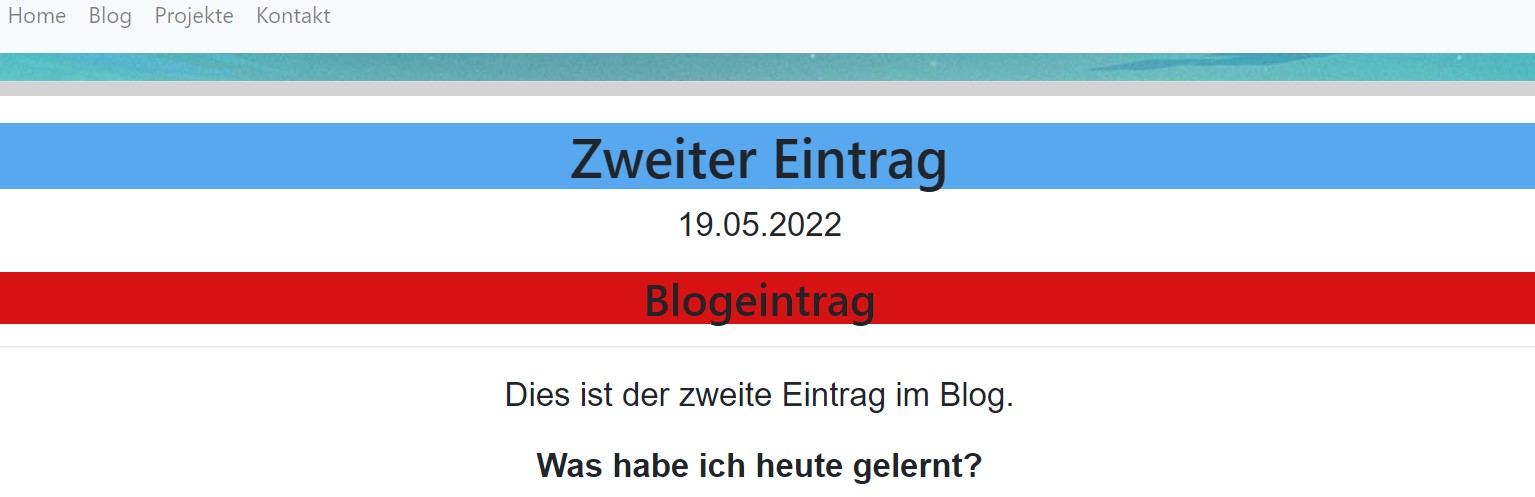 Home Blog Projekte Kontakt
Zweiter Eintrag
19.05.2022
Blogeintrag
Dies ist der zweite Eintrag im Blog.
Was habe ich heute gelernt?